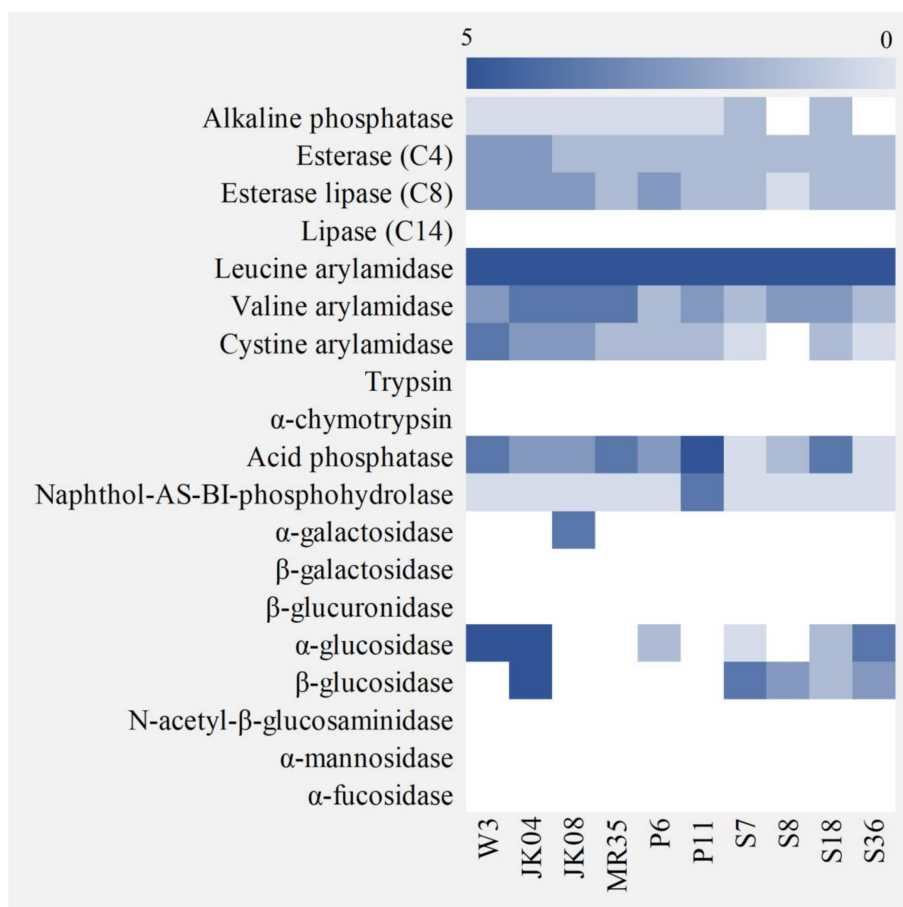 5 0
Alkaline phosphatase
Esterase (C4)
Esterase lipase (C8)
Lipase (C14)
Leucine arylamidase
Valine arylamidase
Cystine arylamidase
Trypsin
α-chymotrypsin
Acid phosphatase
Naphthol-AS-BI-phosphohydrolase
α-galactosidase
β-galactosidase
β-glucuronidase
α-glucosidase
β-glucosidase
N-acetyl-β-glucosaminidase
α-mannosidase
α-fucosidase
W3 JK04 JK08 MR35 P6 P11 S7 S8 S18 S36